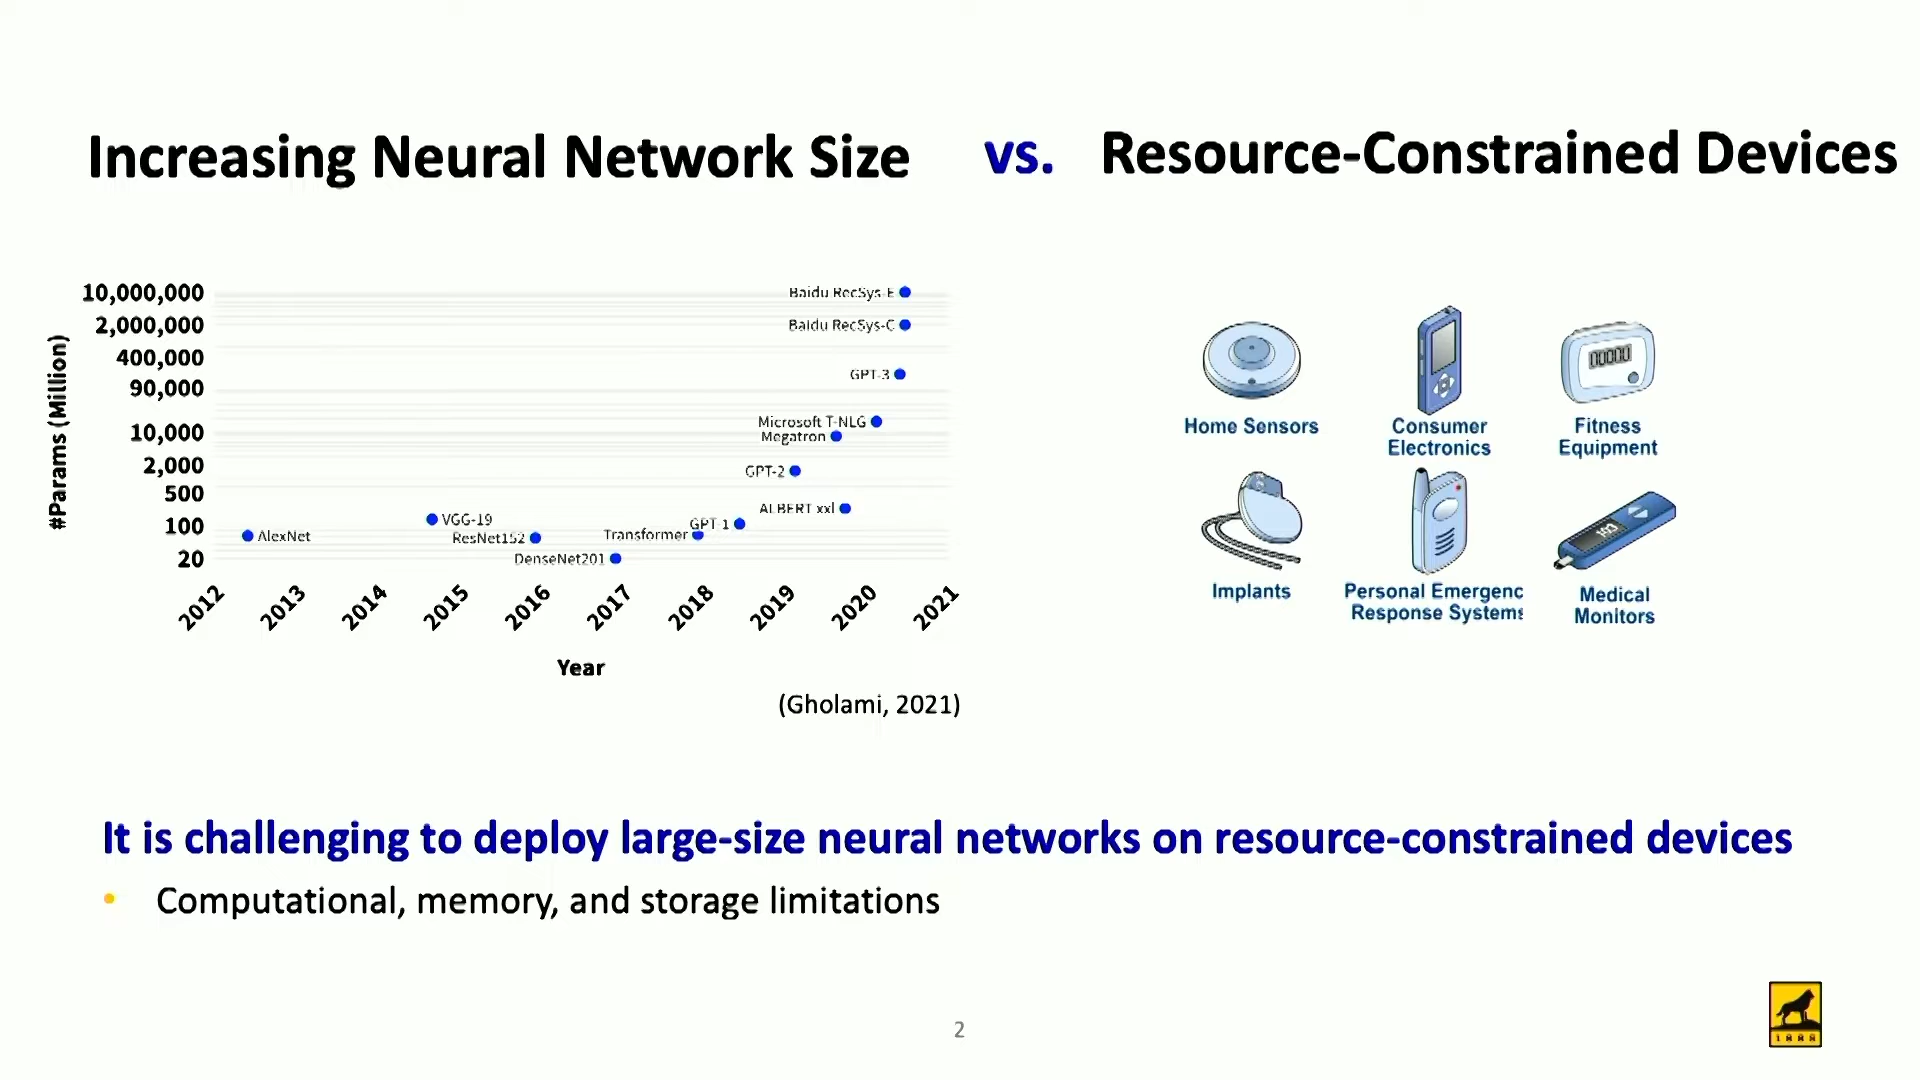 Increasing Neural Network Size vs. Resource-Constrained Devices
10,000,000
2,000,000
400,000
90,000
10,000
2,000
500
100
20
#Params (Million)
Baidu RecSys-E
Baidu RecSys-C
GPT-3
Microsoft T-NLG
Megatron
GPT-2
ALBERT xxl
GPT-1
VGG-19
AlexNet
ResNet152
Transformer
DenseNet201
2012
2013
2014
2015
2016
2017
2018
2019
2020
2021
Year
(Gholami, 2021)
Home Sensors
Consumer
Electronics
00000
Fitness
Equipment
Implants
Personal Emergenc
Response Systems
103
Medical
Monitors
It is challenging to deploy large-size neural networks on resource-constrained devices
• Computational, memory, and storage limitations
2
1888